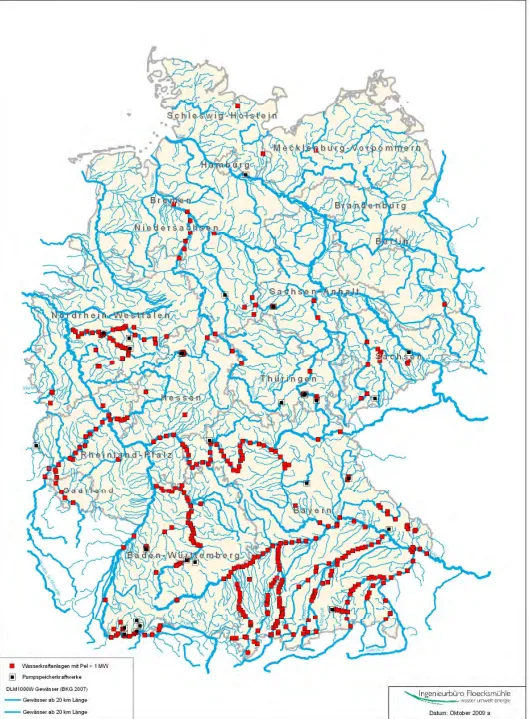 Schleswig-Holstein
Mecklenburg-Vorpommern
Hamburg
Bremen
Brandenburg
Niedersachsen
Berlin
Sachsen-Anhalt
Nordrhein-Westfalen
Sachsen
Thüringen
Hessen
Rheinland-Pfalz
Saarland
Bayern
Baden-Württemberg
Wasserkraftanlagen mit Pel > 1 MW
Pumpspeicherkraftwerke
DLM1000W Gewässer (BKG 2007)
Gewässer ab 20 km Länge
Gewässer ab 20 km Länge
Ingenieurbüro Floecksmühle
wasser umwelt energie
Datum: Oktober 2009 a